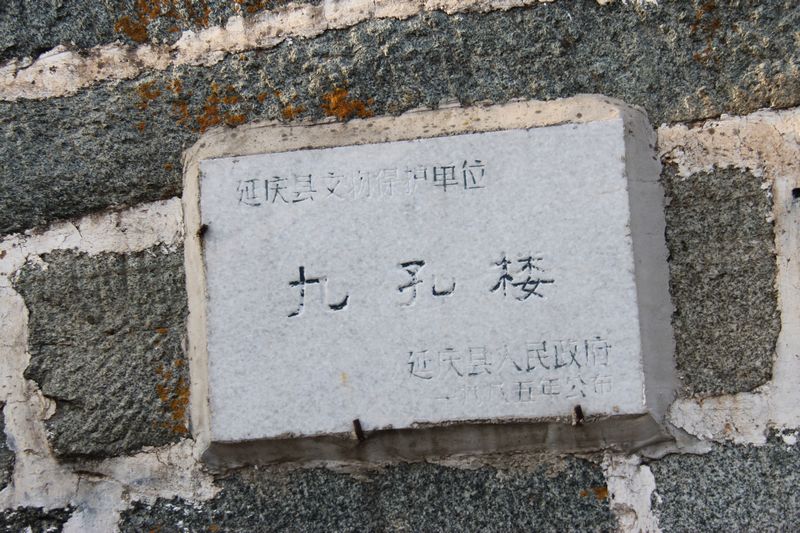 延庆县文物保护单位
九孔楼
延庆县人民政府
一九八五年公布